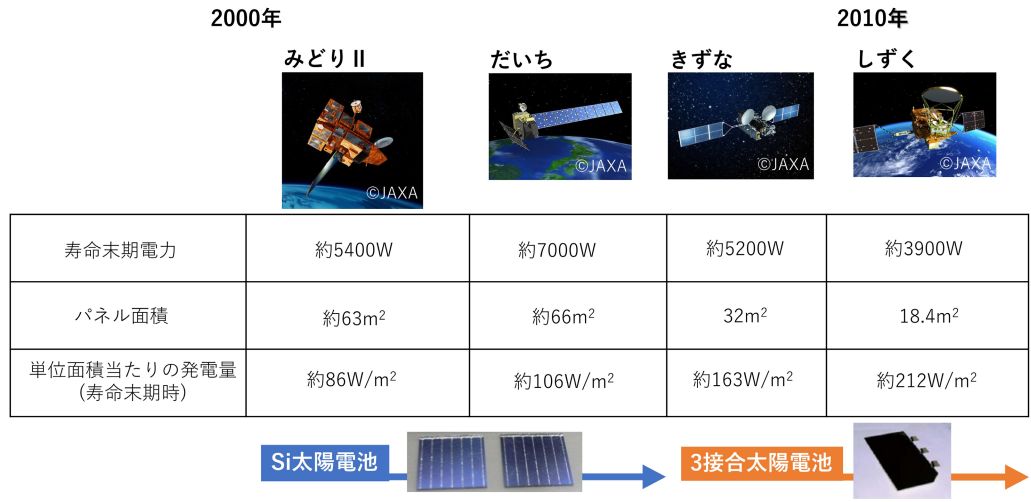 2000年
2010年
みどりⅡ
だいち
きずな
しずく
©JAXA
©JAXA
©JAXA
©JAXA
寿命末期電力
約5400W
約7000W
約5200W
約3900W
パネル面積
約63m²
約66m²
32m²
18.4m²
単位面積当たりの発電量
(寿命末期時)
約86W/m²
約106W/m²
約163W/m²
約212W/m²
Si太陽電池
3接合太陽電池